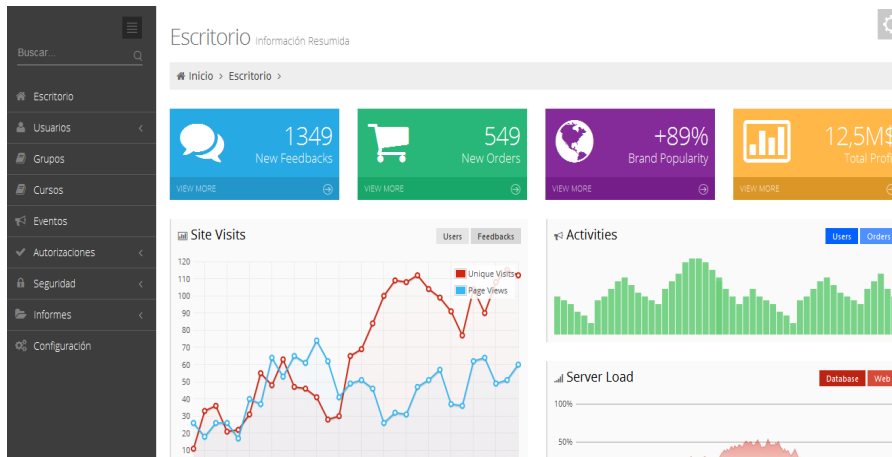 Buscar...
Escritorio
Usuarios
Grupos
Cursos
Eventos
Autorizaciones
Seguridad
Informes
Configuración
Escritorio Información Resumida
Inicio > Escritorio >
1349
New Feedbacks
VIEW MORE
549
New Orders
VIEW MORE
+89%
Brand Popularity
VIEW MORE
12,5M$
Total Profi
VIEW MORE
Site Visits
Users Feedbacks
Unique Visits
Page Views
120
110
100
90
80
70
60
50
40
30
20
10
Activities
Users Orders
Server Load
Database Web
100%
50%